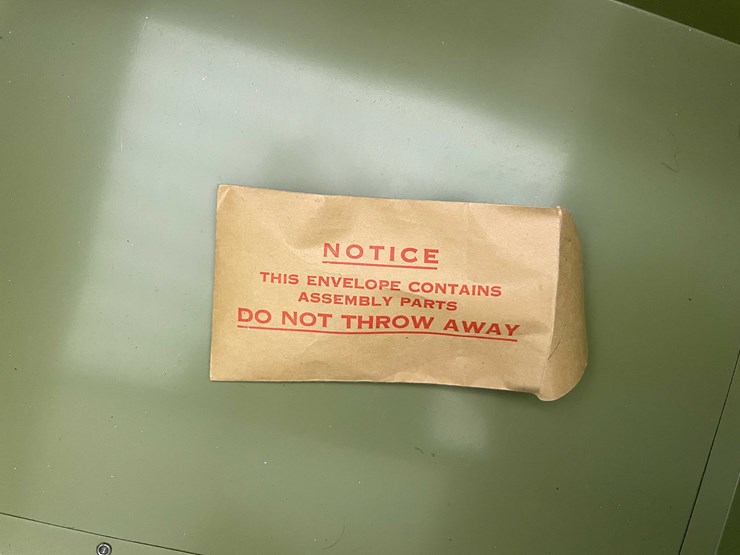 NOTICE
THIS ENVELOPE CONTAINS
ASSEMBLY PARTS
DO NOT THROW AWAY